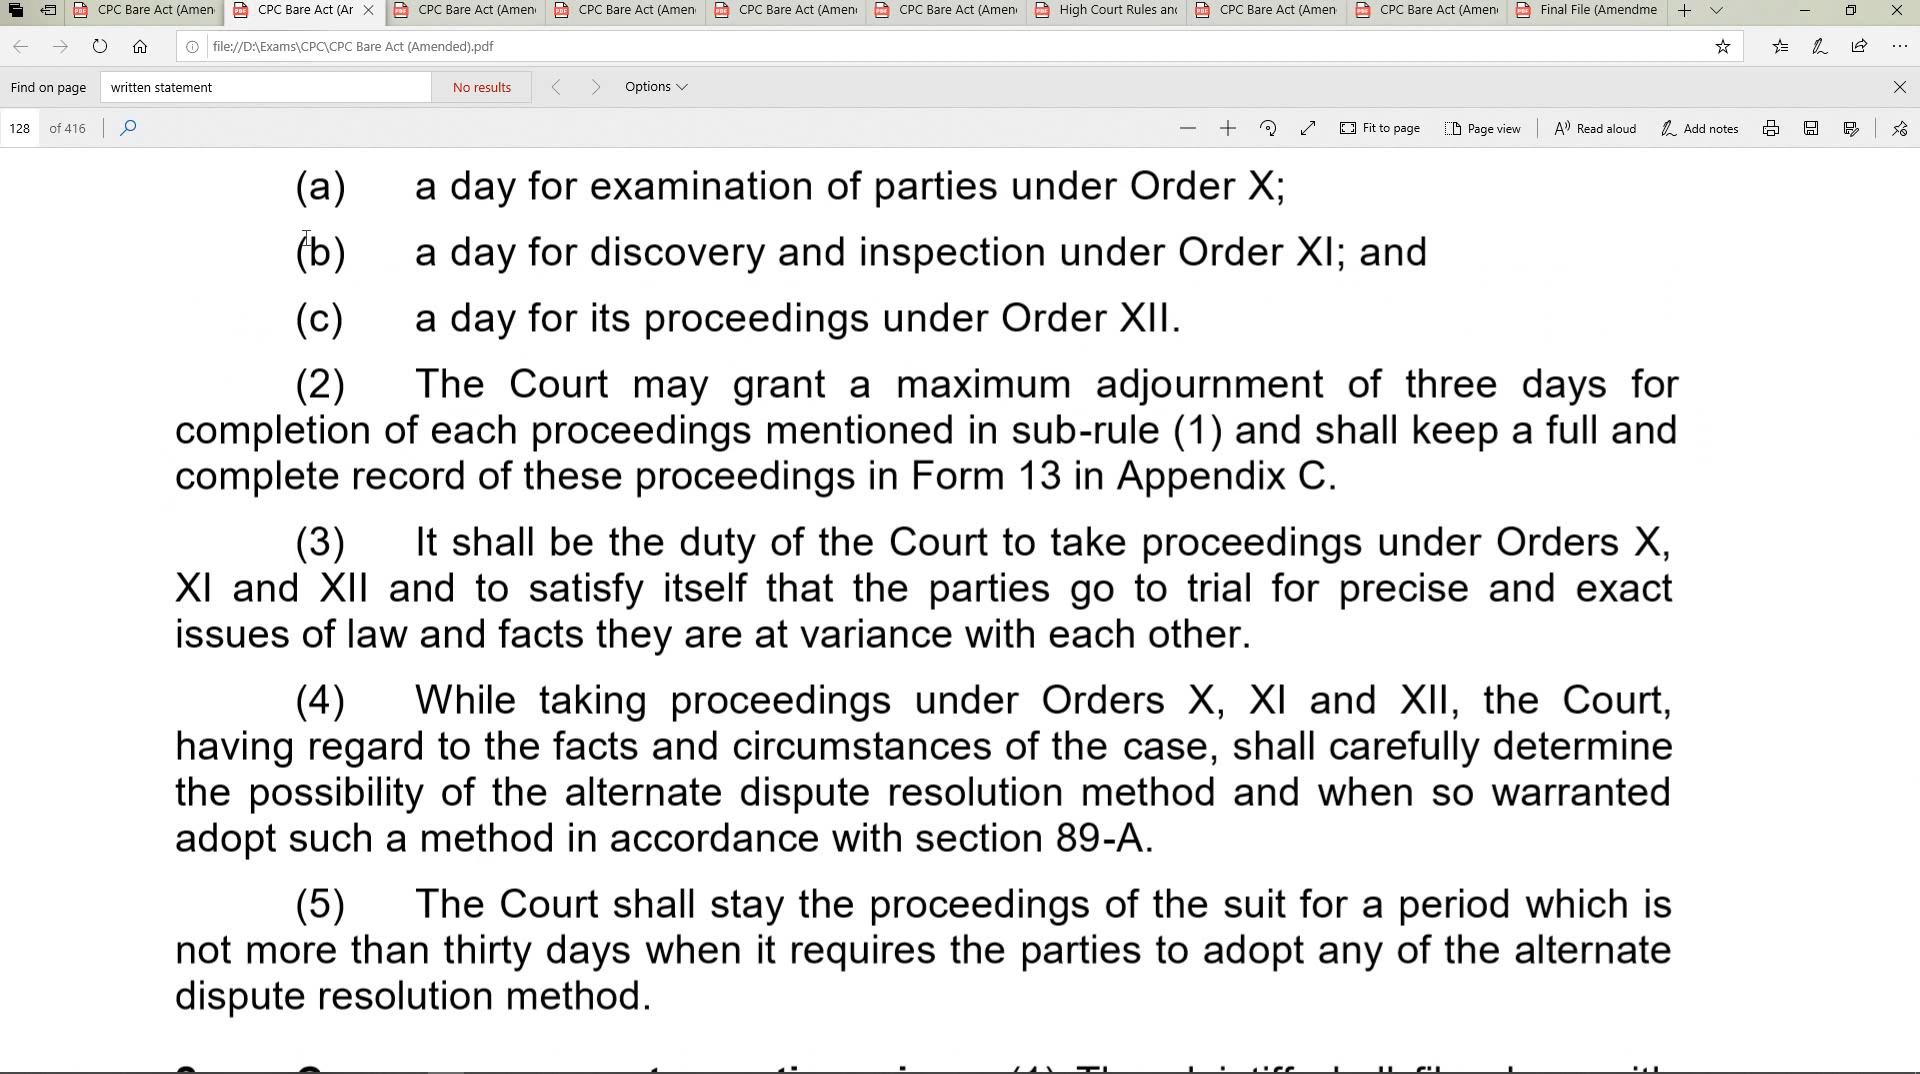 CPC Bare Act (Amen CPC Bare Act (Ar CPC Bare Act (Amen CPC Bare Act (Amen CPC Bare Act (Amen CPC Bare Act (Amen High Court Rules and CPC Bare Act (Amen CPC Bare Act (Amen Final File (Amendme
file://D:\Exams\CPC\CPC Bare Act (Amended).pdf
Find on page written statement No results Options
128 of 416 Fit to page Page view Read aloud Add notes
(a) a day for examination of parties under Order X;
(b) a day for discovery and inspection under Order XI; and
(c) a day for its proceedings under Order XII.
(2) The Court may grant a maximum adjournment of three days for
completion of each proceedings mentioned in sub-rule (1) and shall keep a full and
complete record of these proceedings in Form 13 in Appendix C.
(3) It shall be the duty of the Court to take proceedings under Orders X,
XI and XII and to satisfy itself that the parties go to trial for precise and exact
issues of law and facts they are at variance with each other.
(4) While taking proceedings under Orders X, XI and XII, the Court,
having regard to the facts and circumstances of the case, shall carefully determine
the possibility of the alternate dispute resolution method and when so warranted
adopt such a method in accordance with section 89-A.
(5) The Court shall stay the proceedings of the suit for a period which is
not more than thirty days when it requires the parties to adopt any of the alternate
dispute resolution method.